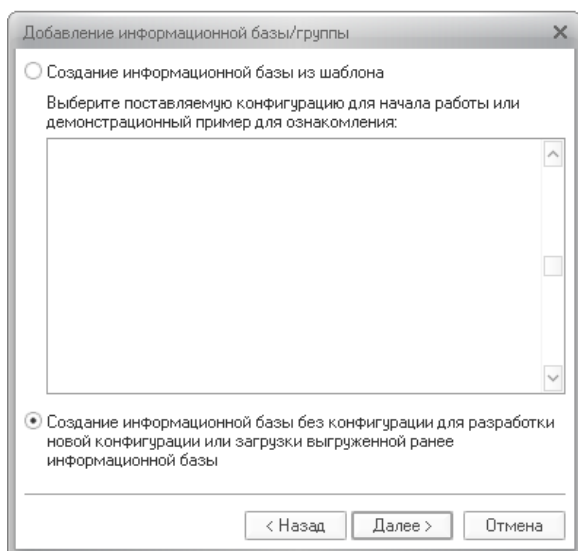 Добавление информационной базы/группы
Создание информационной базы из шаблона
Выберите поставляемую конфигурацию для начала работы или
демонстрационный пример для ознакомления:
Создание информационной базы без конфигурации для разработки
новой конфигурации или загрузки выгруженной ранее
информационной базы
< Назад Далее > Отмена